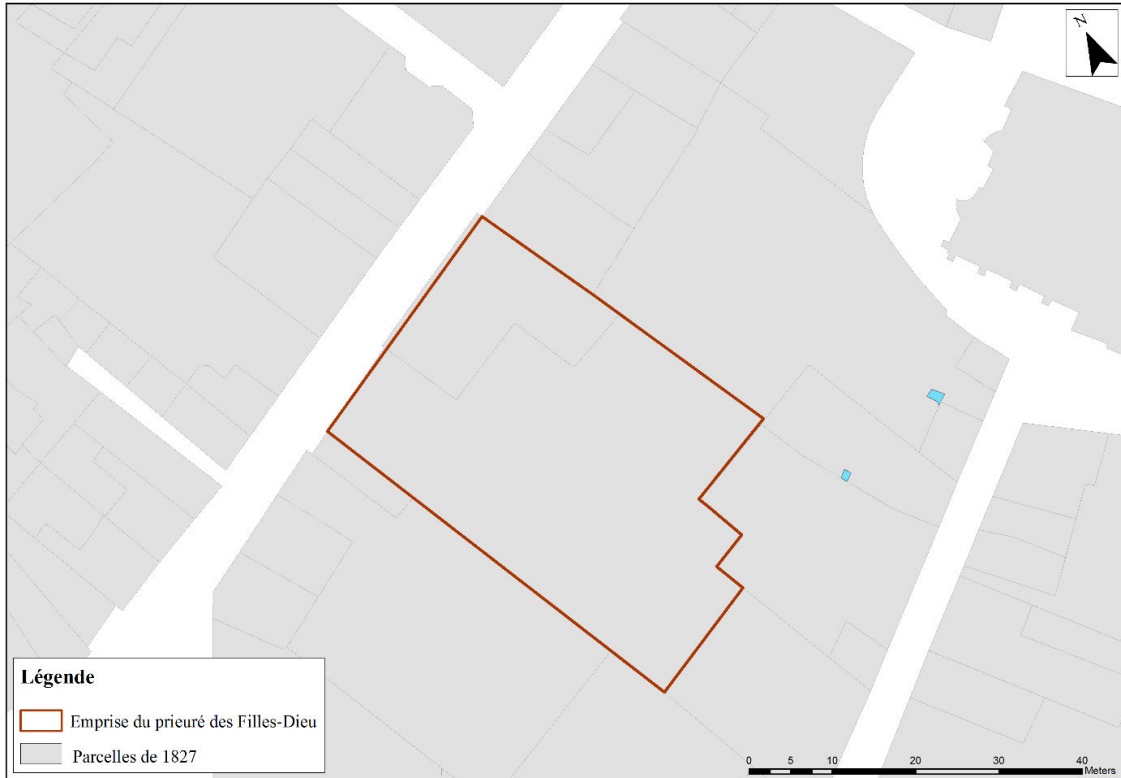 N
Légende
Emprise du prieuré des Filles-Dieu
Parcelles de 1827
0 5 10 20 30 40
Meters